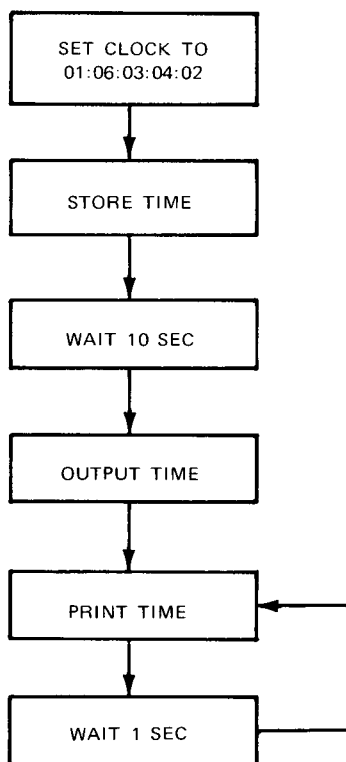 SET CLOCK TO
01:06:03:04:02
STORE TIME
WAIT 10 SEC
OUTPUT TIME
PRINT TIME
WAIT 1 SEC